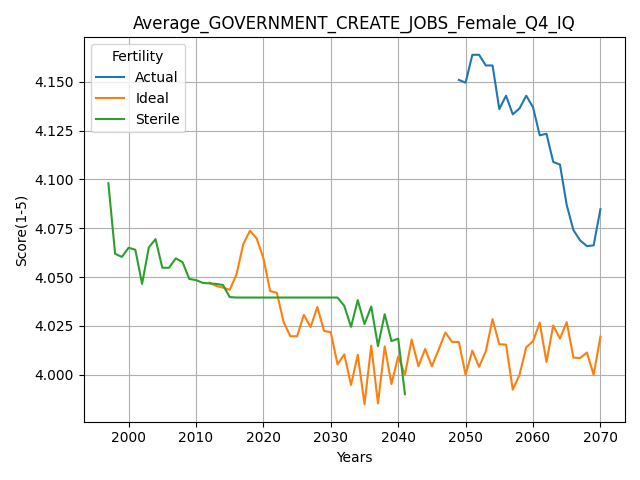 Average_GOVERNMENT_CREATE_JOBS_Female_Q4_IQ
Fertility
Actual
Ideal
Sterile
Score(1-5)
4.150
4.125
4.100
4.075
4.050
4.025
4.000
2000 2010 2020 2030 2040 2050 2060 2070
Years